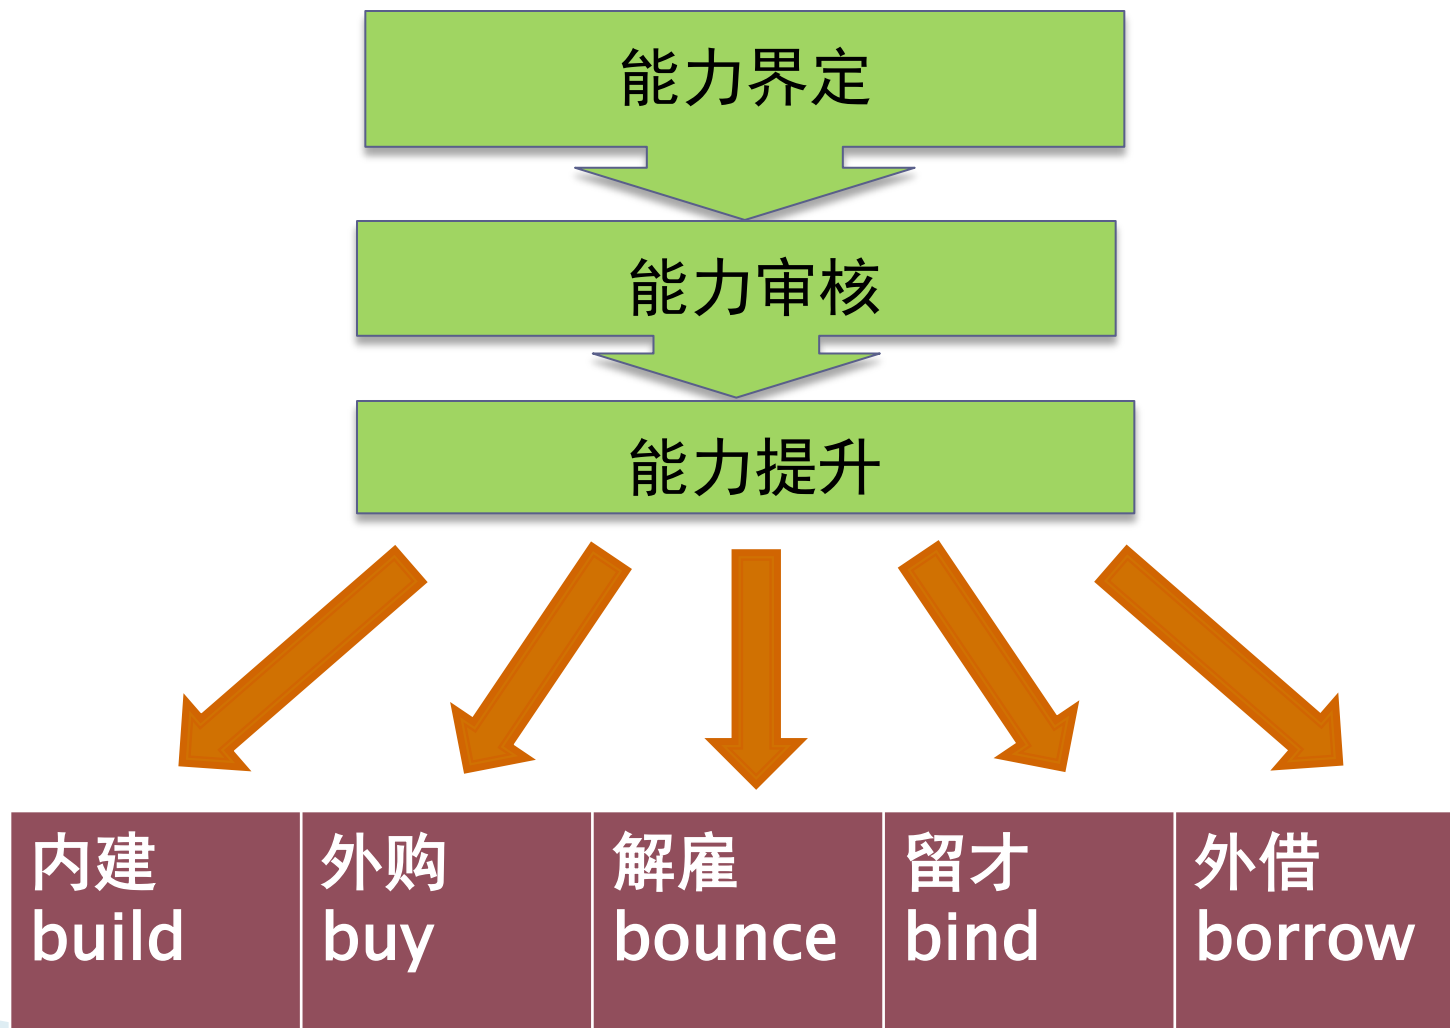 能力界定
能力审核
能力提升
内建
build
外购
buy
解雇
bounce
留才
bind
外借
borrow